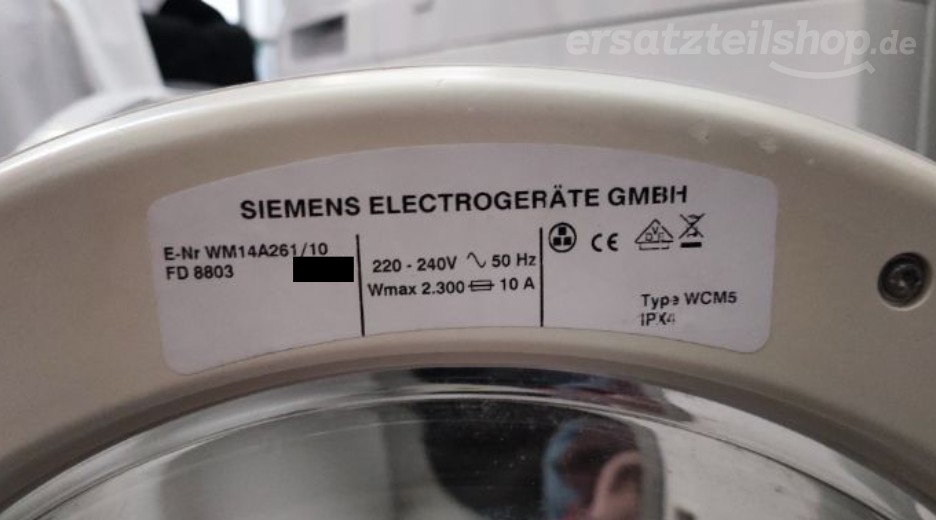 ersatzteilshop.de
SIEMENS ELECTROGERÄTE GMBH
E-Nr WM14A261/10
FD 8803
220 - 240V 50 Hz
Wmax 2.300 10 A
CE
VDE
Type WCM5
IPX4